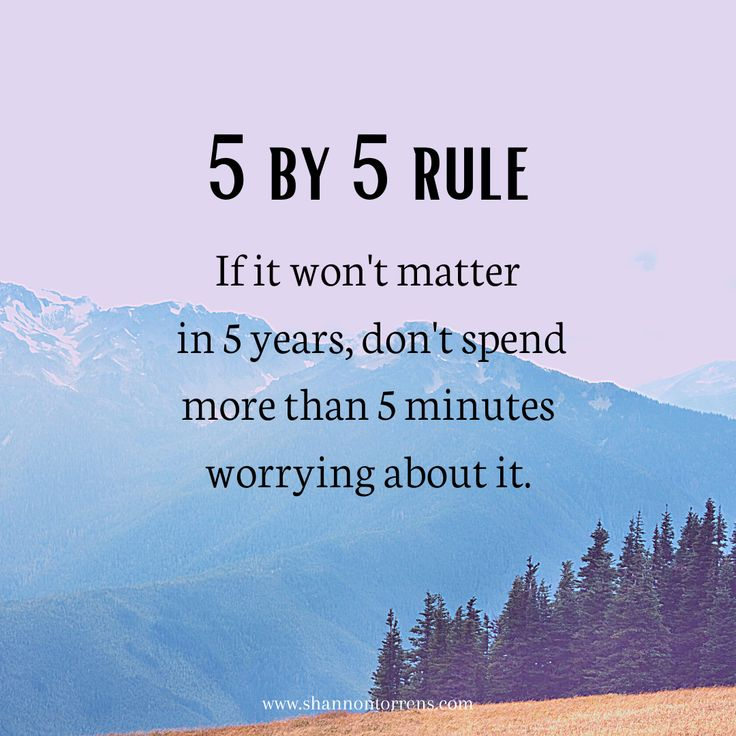 5 BY 5 RULE
If it won't matter
in 5 years, don't spend
more than 5 minutes
worrying about it.
www.shannontorrens.com